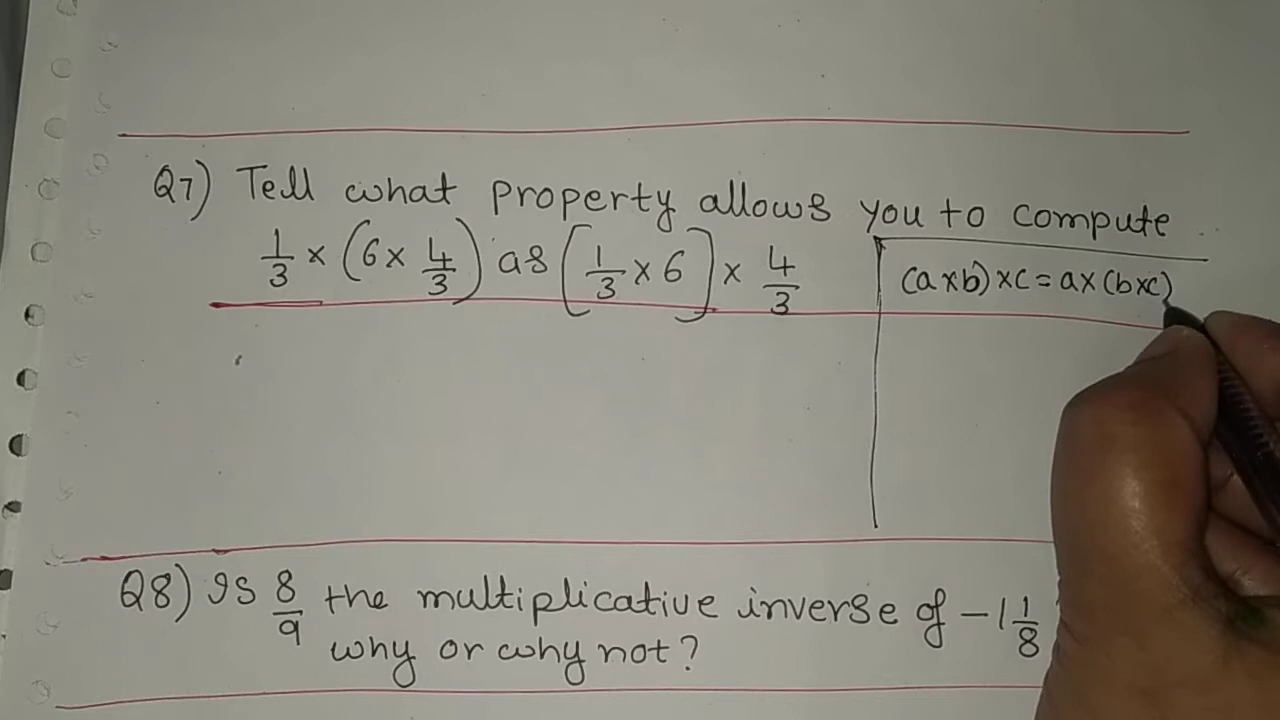 Q7) Tell what property allows you to compute
1/3 × (6 × 4/3) as [1/3 × 6] × 4/3
(a×b)×c = a×(b×c)
Q8) Is 8/9 the multiplicative inverse of -1 1/8
why or why not?